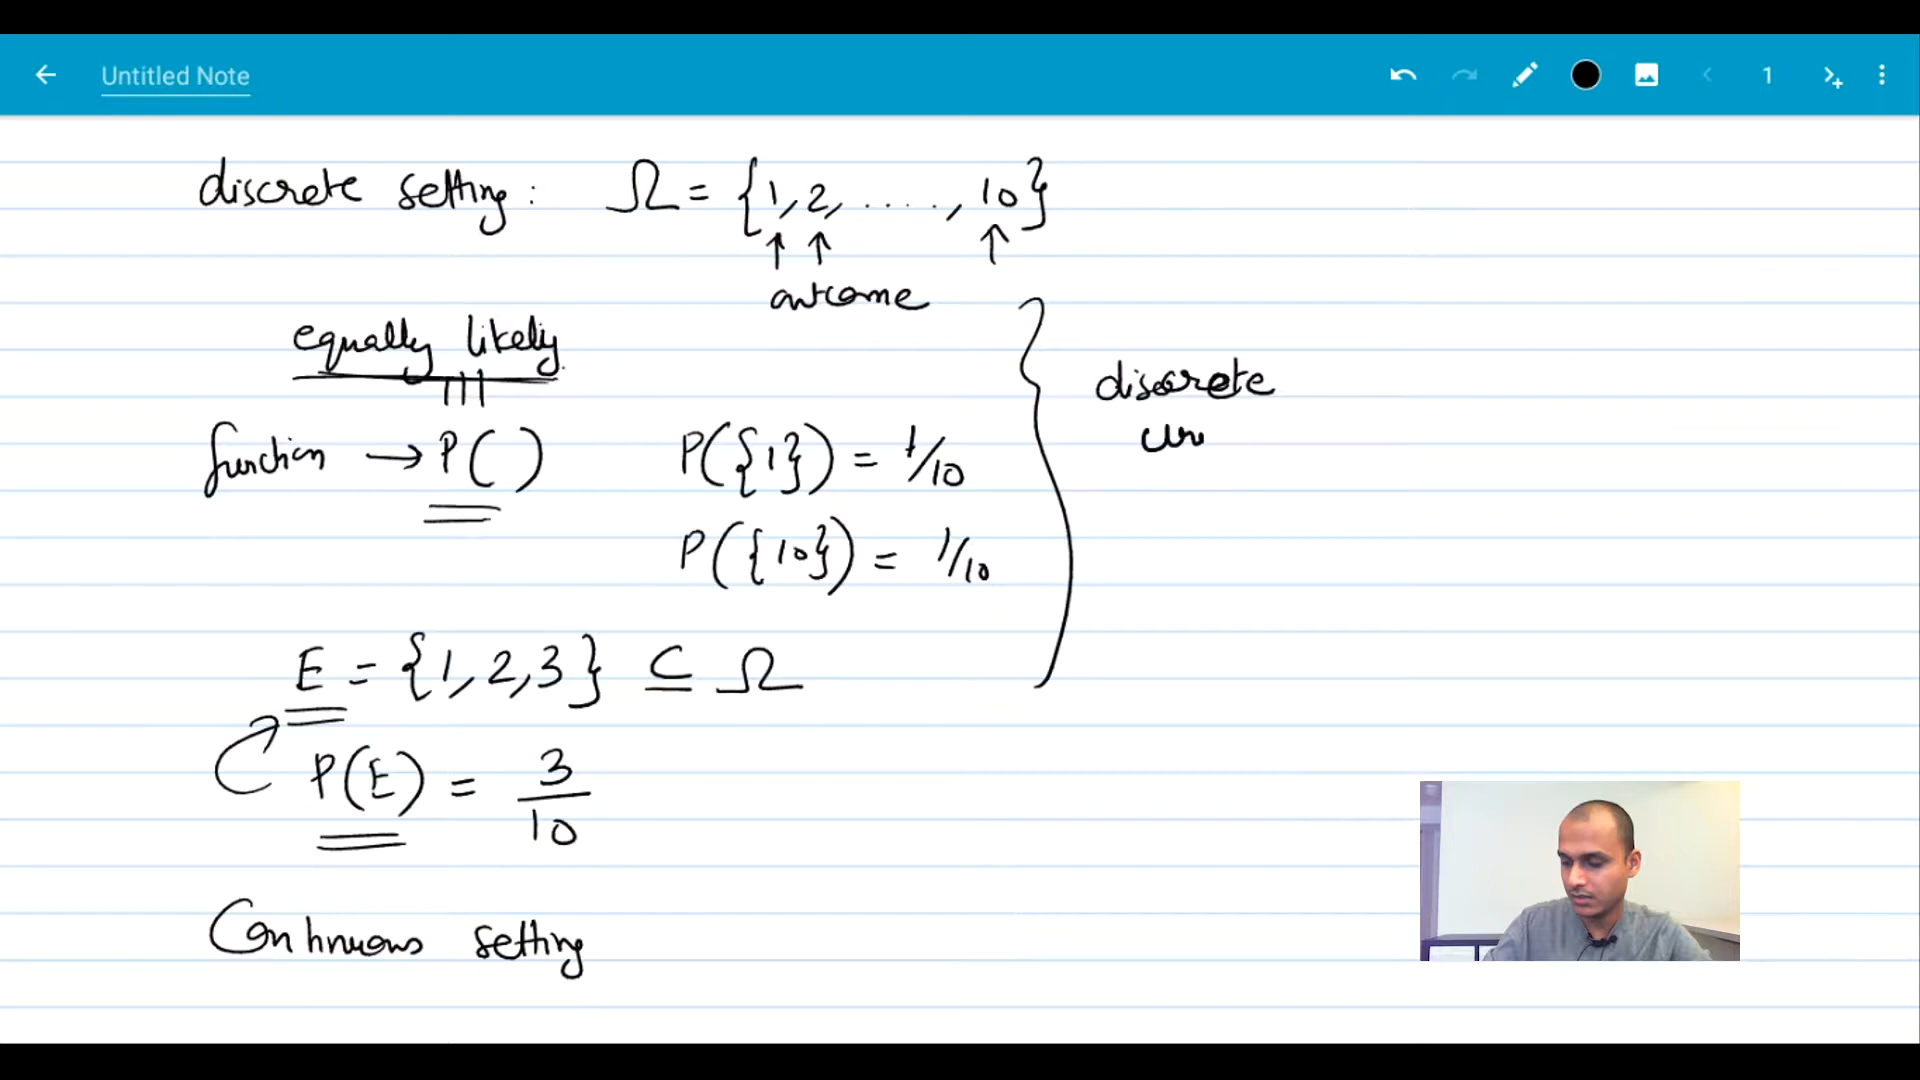 Untitled Note
1
discrete setting: Ω = {1, 2, ...., 10}
↑ ↑ ↑
outcome
equally likely
function → P( ) P({1}) = 1/10
discrete
un
P({10}) = 1/10
E = {1, 2, 3} ⊆ Ω
P(E) = 3/10
Continuous setting